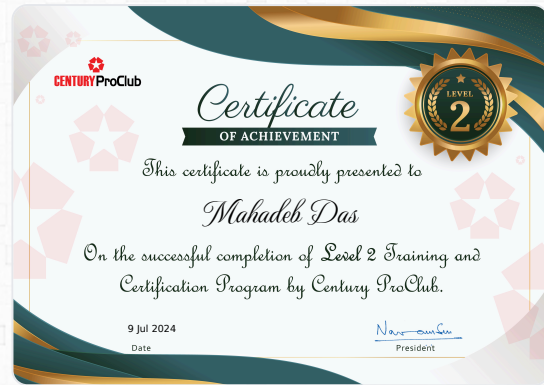 CENTURY ProClub
LEVEL
2
Certificate
OF ACHIEVEMENT
This certificate is proudly presented to
Mahadeb Das
On the successful completion of Level 2 Training and
Certification Program by Century ProClub.
9 Jul 2024
Date
President